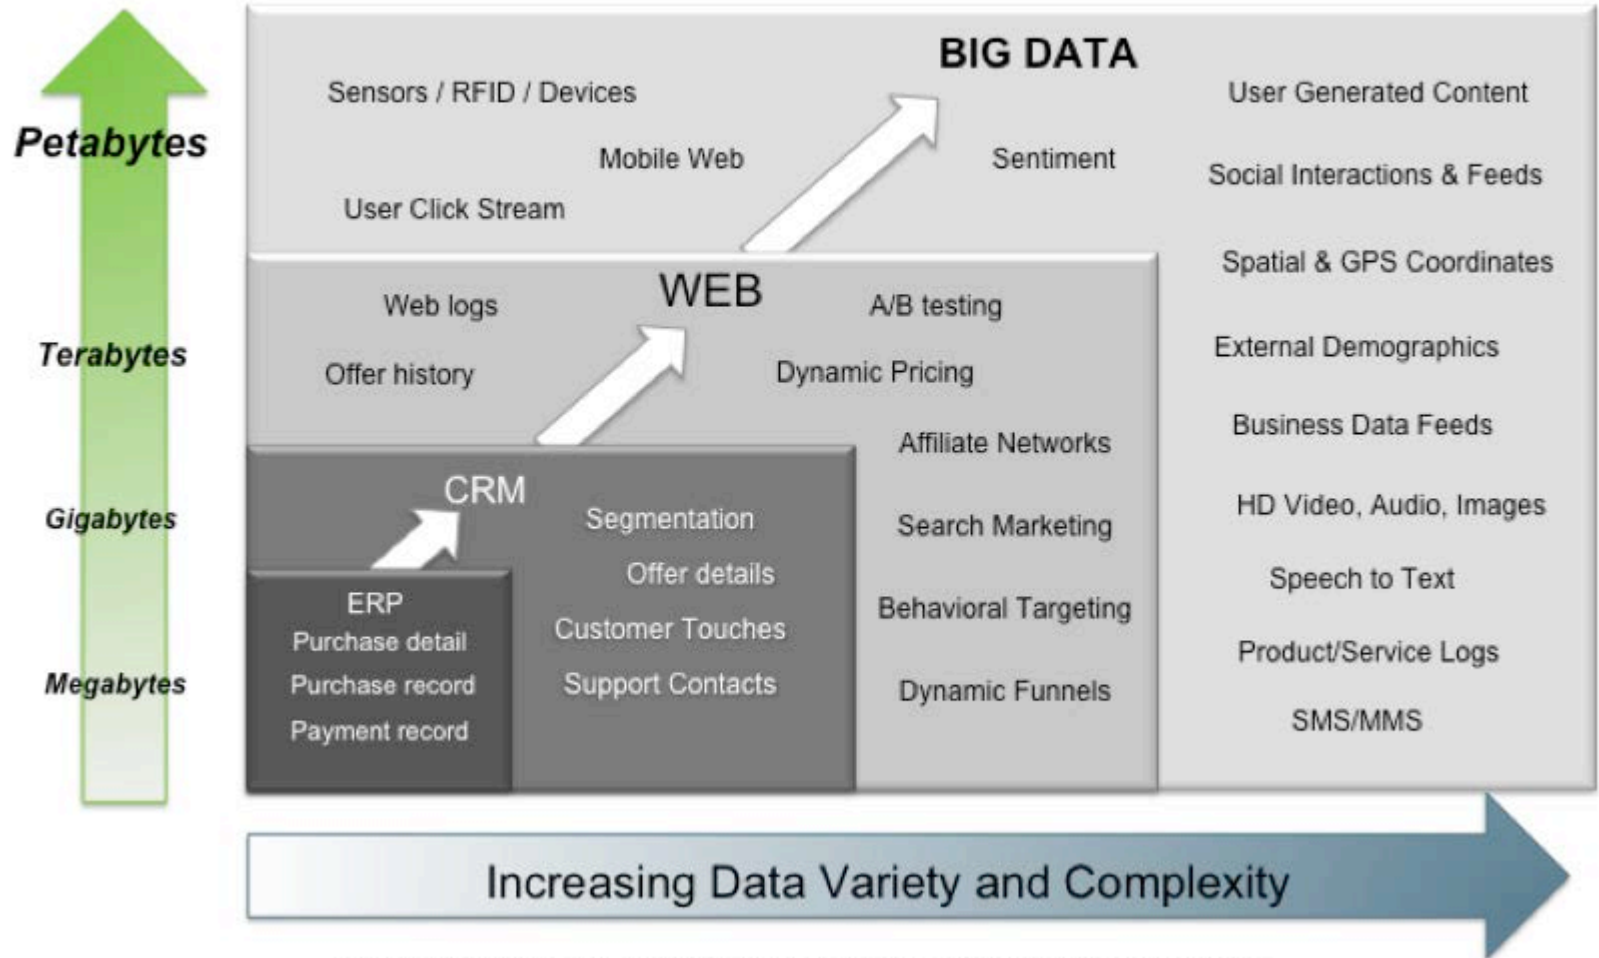 BIG DATA
Sensors / RFID / Devices
User Generated Content
Petabytes
Mobile Web
Sentiment
Social Interactions & Feeds
User Click Stream
Spatial & GPS Coordinates
WEB
Web logs
A/B testing
Terabytes
External Demographics
Offer history
Dynamic Pricing
Business Data Feeds
Affiliate Networks
CRM
HD Video, Audio, Images
Gigabytes
Segmentation
Search Marketing
Offer details
Speech to Text
ERP
Behavioral Targeting
Customer Touches
Purchase detail
Product/Service Logs
Megabytes
Purchase record
Support Contacts
Dynamic Funnels
SMS/MMS
Payment record
Increasing Data Variety and Complexity